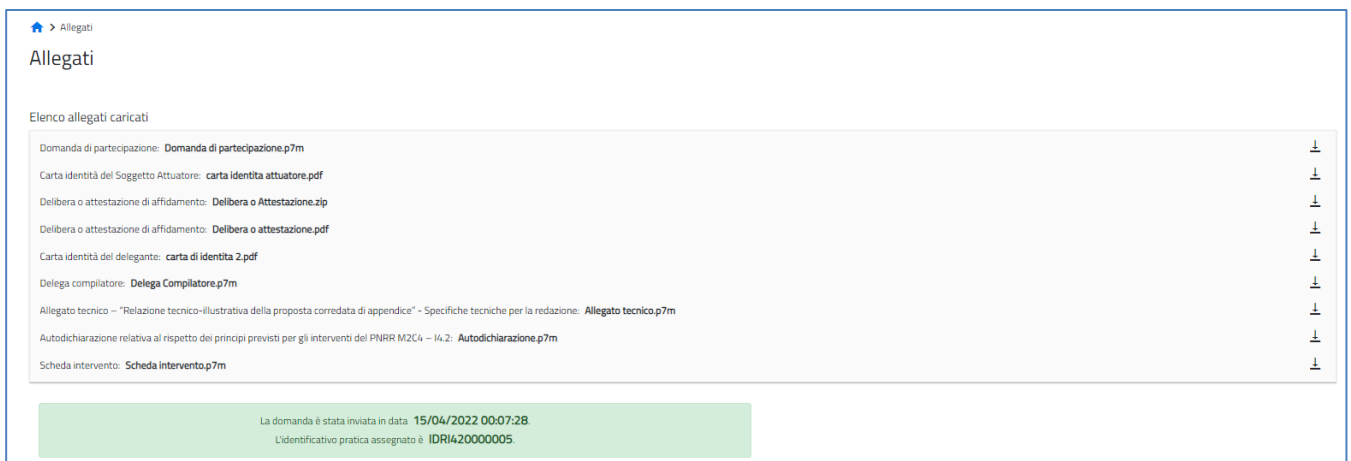 > Allegati
Allegati
Elenco allegati caricati
Domanda di partecipazione: Domanda di partecipazione.p7m
Carta identità del Soggetto Attuatore: carta identita attuatore.pdf
Delibera o attestazione di affidamento: Delibera o Attestazione.zip
Delibera o attestazione di affidamento: Delibera o attestazione.pdf
Carta identità del delegante: carta di identita 2.pdf
Delega compilatore: Delega Compilatore.p7m
Allegato tecnico – "Relazione tecnico-illustrativa della proposta corredata di appendice" - Specifiche tecniche per la redazione: Allegato tecnico.p7m
Autodichiarazione relativa al rispetto dei principi previsti per gli interventi del PNRR M2C4 – I4.2: Autodichiarazione.p7m
Scheda intervento: Scheda intervento.p7m
La domanda è stata inviata in data 15/04/2022 00:07:28.
L'identificativo pratica assegnato è IDRI420000005.